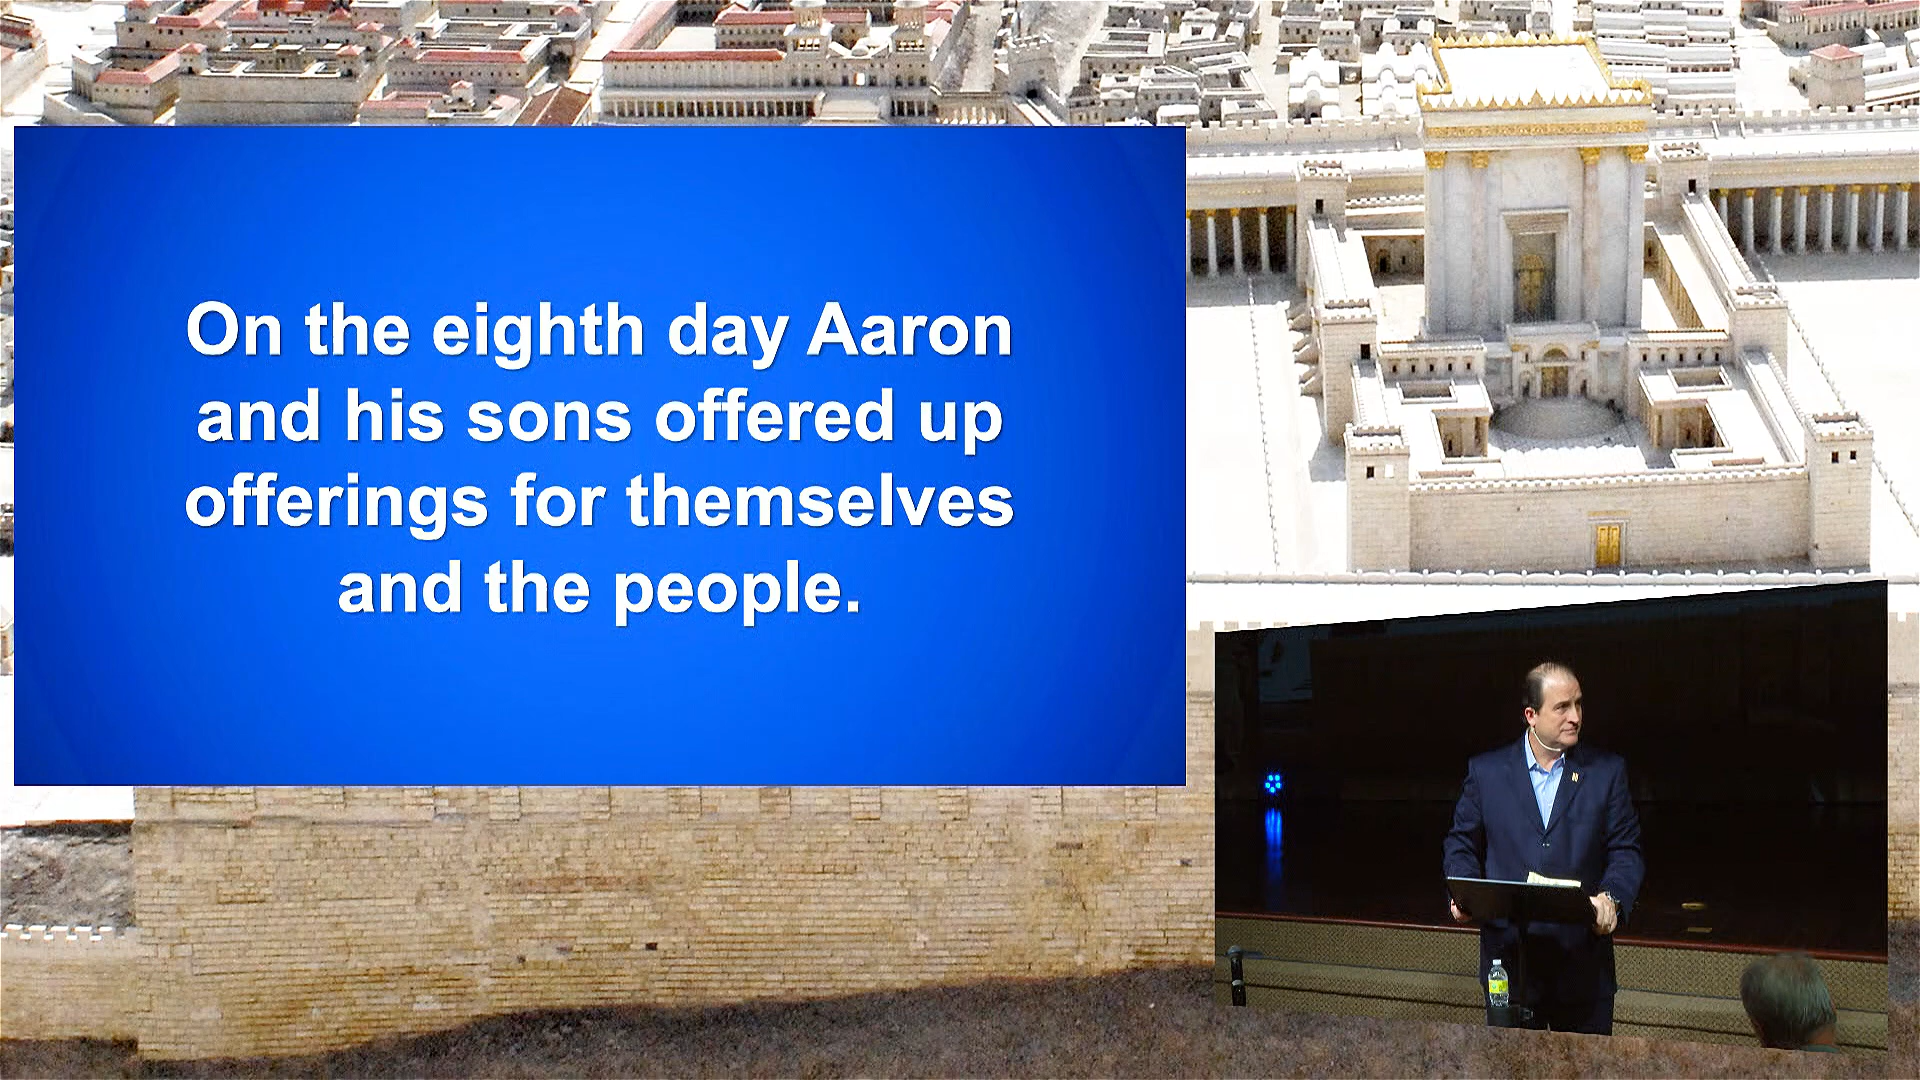 On the eighth day Aaron
and his sons offered up
offerings for themselves
and the people.